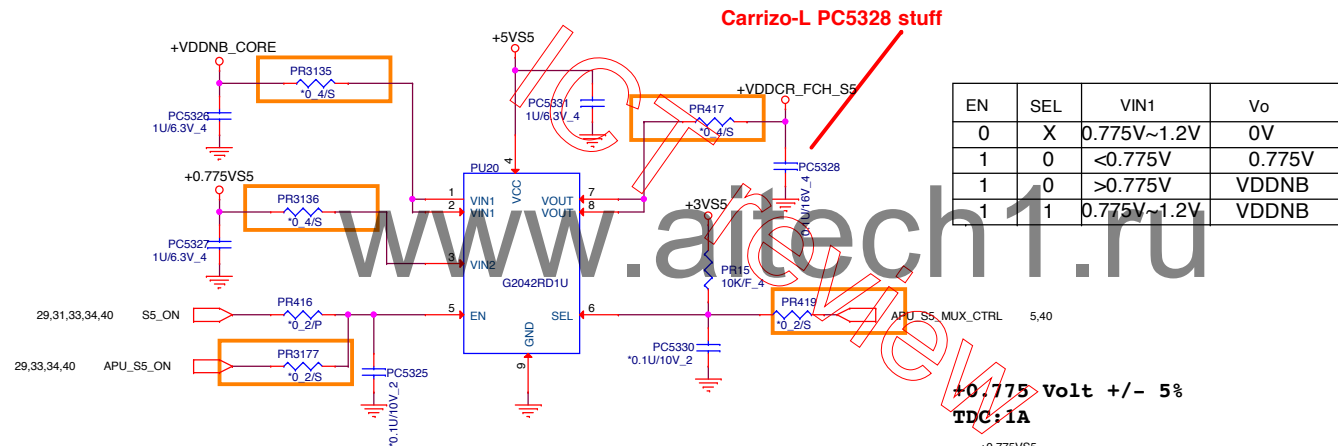 Carrizo-L PC5328 stuff
+VDDNB_CORE
PR3135
*0_4/S
PC5326
1U/6.3V_4
+5VS5
PC5331
1U/6.3V_4
+VDDCR_FCH_S5
PR417
*0_4/S
PC5328
0.1U/16V_4
EN SEL VIN1 Vo
0 X 0.775V~1.2V 0V
1 0 <0.775V 0.775V
1 0 >0.775V VDDNB
1 1 0.775V~1.2V VDDNB
+0.775VS5
PR3136
*0_4/S
PC5327
1U/6.3V_4
PU20
4
VCC
1 VIN1
2 VIN1
3 VIN2
VOUT 7
VOUT 8
G2042RD1U
5 EN
SEL 6
GND
9
+3VS5
PR15
10K/F_4
www.aitech1.ru
29,31,33,34,40 S5_ON
PR416
*0_2/P
29,33,34,40 APU_S5_ON
PR3177
*0_2/S
PC5325
*0.1U/10V_2
PR419
*0_2/S
APU_S5_MUX_CTRL 5,40
PC5330
*0.1U/10V_2
+0.775 Volt +/- 5%
TDC:1A
+0.775VS5